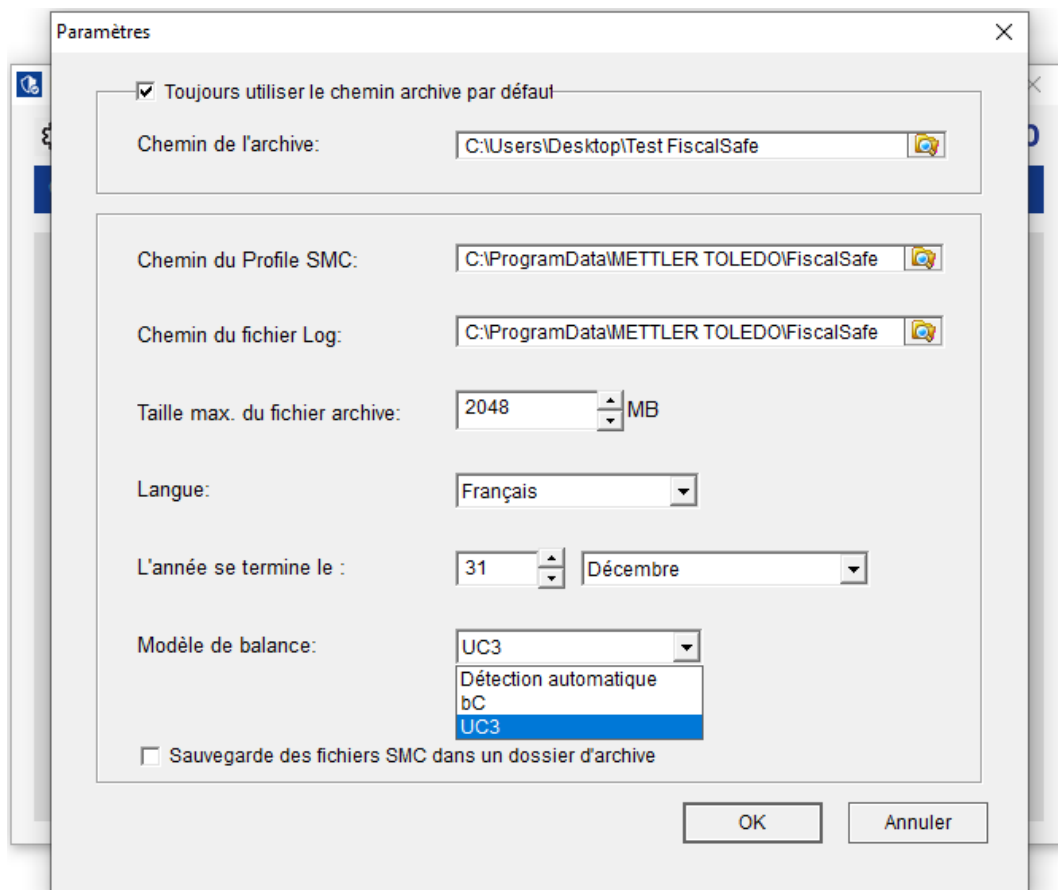 Paramètres
Toujours utiliser le chemin archive par défaut
Chemin de l'archive: C:\Users\Desktop\Test FiscalSafe
Chemin du Profile SMC: C:\ProgramData\METTLER TOLEDO\FiscalSafe
Chemin du fichier Log: C:\ProgramData\METTLER TOLEDO\FiscalSafe
Taille max. du fichier archive: 2048 MB
Langue: Français
L'année se termine le : 31 Décembre
Modèle de balance: UC3
Détection automatique
bC
UC3
Sauvegarde des fichiers SMC dans un dossier d'archive
OK Annuler